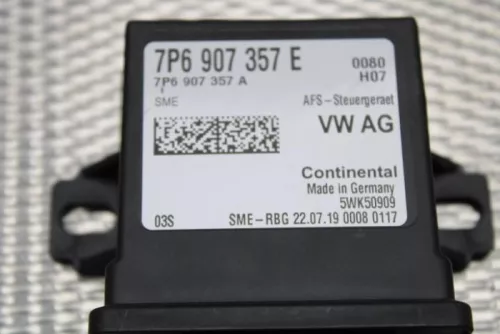 7P6 907 357 E
0080
7P6 907 357 A
H07
SME
AFS-Steuergeraet
VW AG
Continental
Made in Germany
5WK50909
03S
SME-RBG 22.07.19 0008 0117